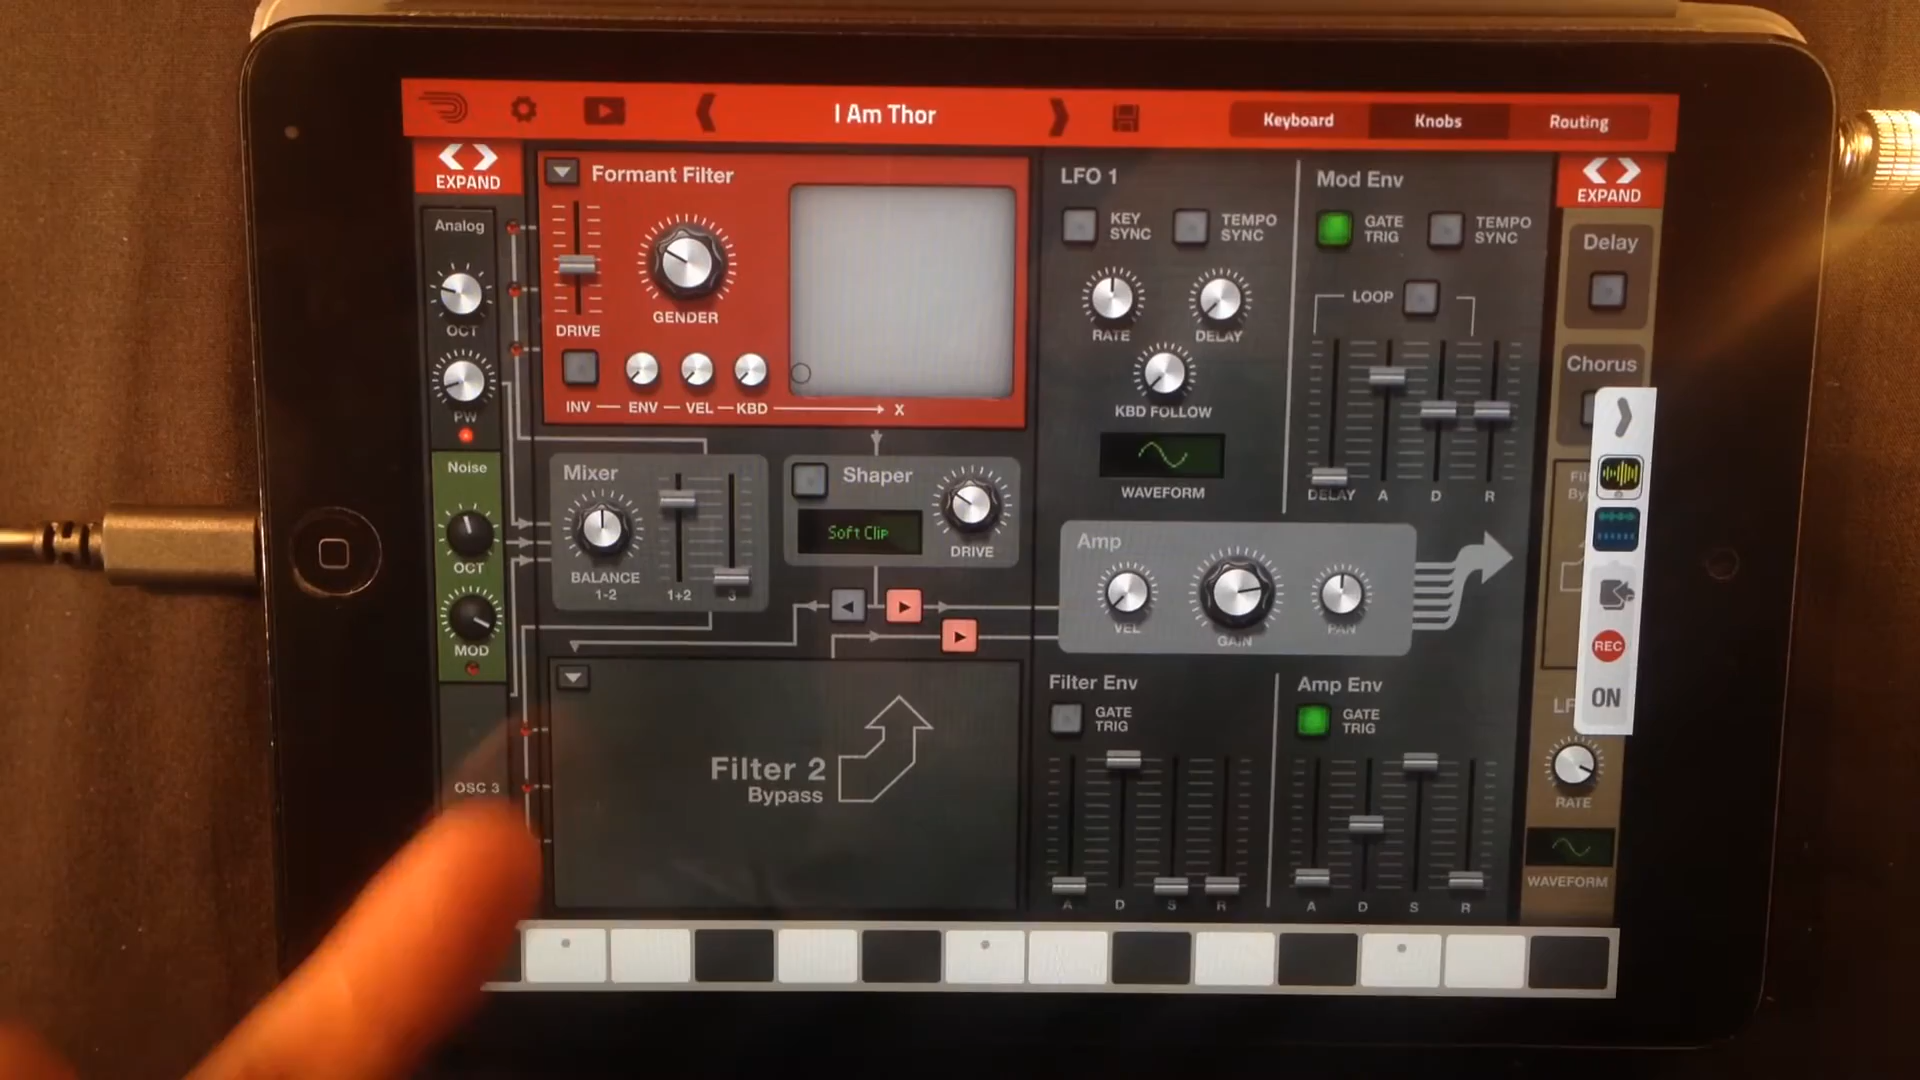 I Am Thor
Keyboard
Knobs
Routing
EXPAND
Analog
OCT
PW
Noise
OCT
MOD
OSC 3
Formant Filter
DRIVE
GENDER
INV
ENV
VEL
KBD
X
Mixer
BALANCE
1-2
1+2
3
Shaper
Soft Clip
DRIVE
Filter 2
Bypass
LFO 1
KEY
SYNC
TEMPO
SYNC
RATE
DELAY
KBD FOLLOW
WAVEFORM
Mod Env
GATE
TRIG
TEMPO
SYNC
LOOP
DELAY
A
D
R
Amp
VEL
GAIN
PAN
Filter Env
GATE
TRIG
A
D
S
R
Amp Env
GATE
TRIG
A
D
S
R
EXPAND
Delay
Chorus
REC
ON
RATE
WAVEFORM